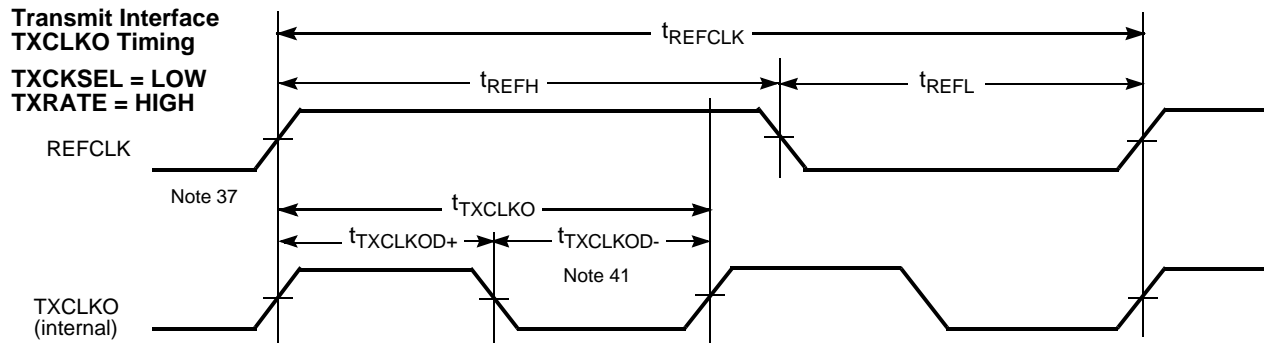 Transmit Interface
TXCLKO Timing
TXCKSEL = LOW
TXRATE = HIGH
tREFCLK
tREFH
tREFL
REFCLK
Note 37
tTXCLKO
tTXCLKOD+
tTXCLKOD-
Note 41
TXCLKO
(internal)